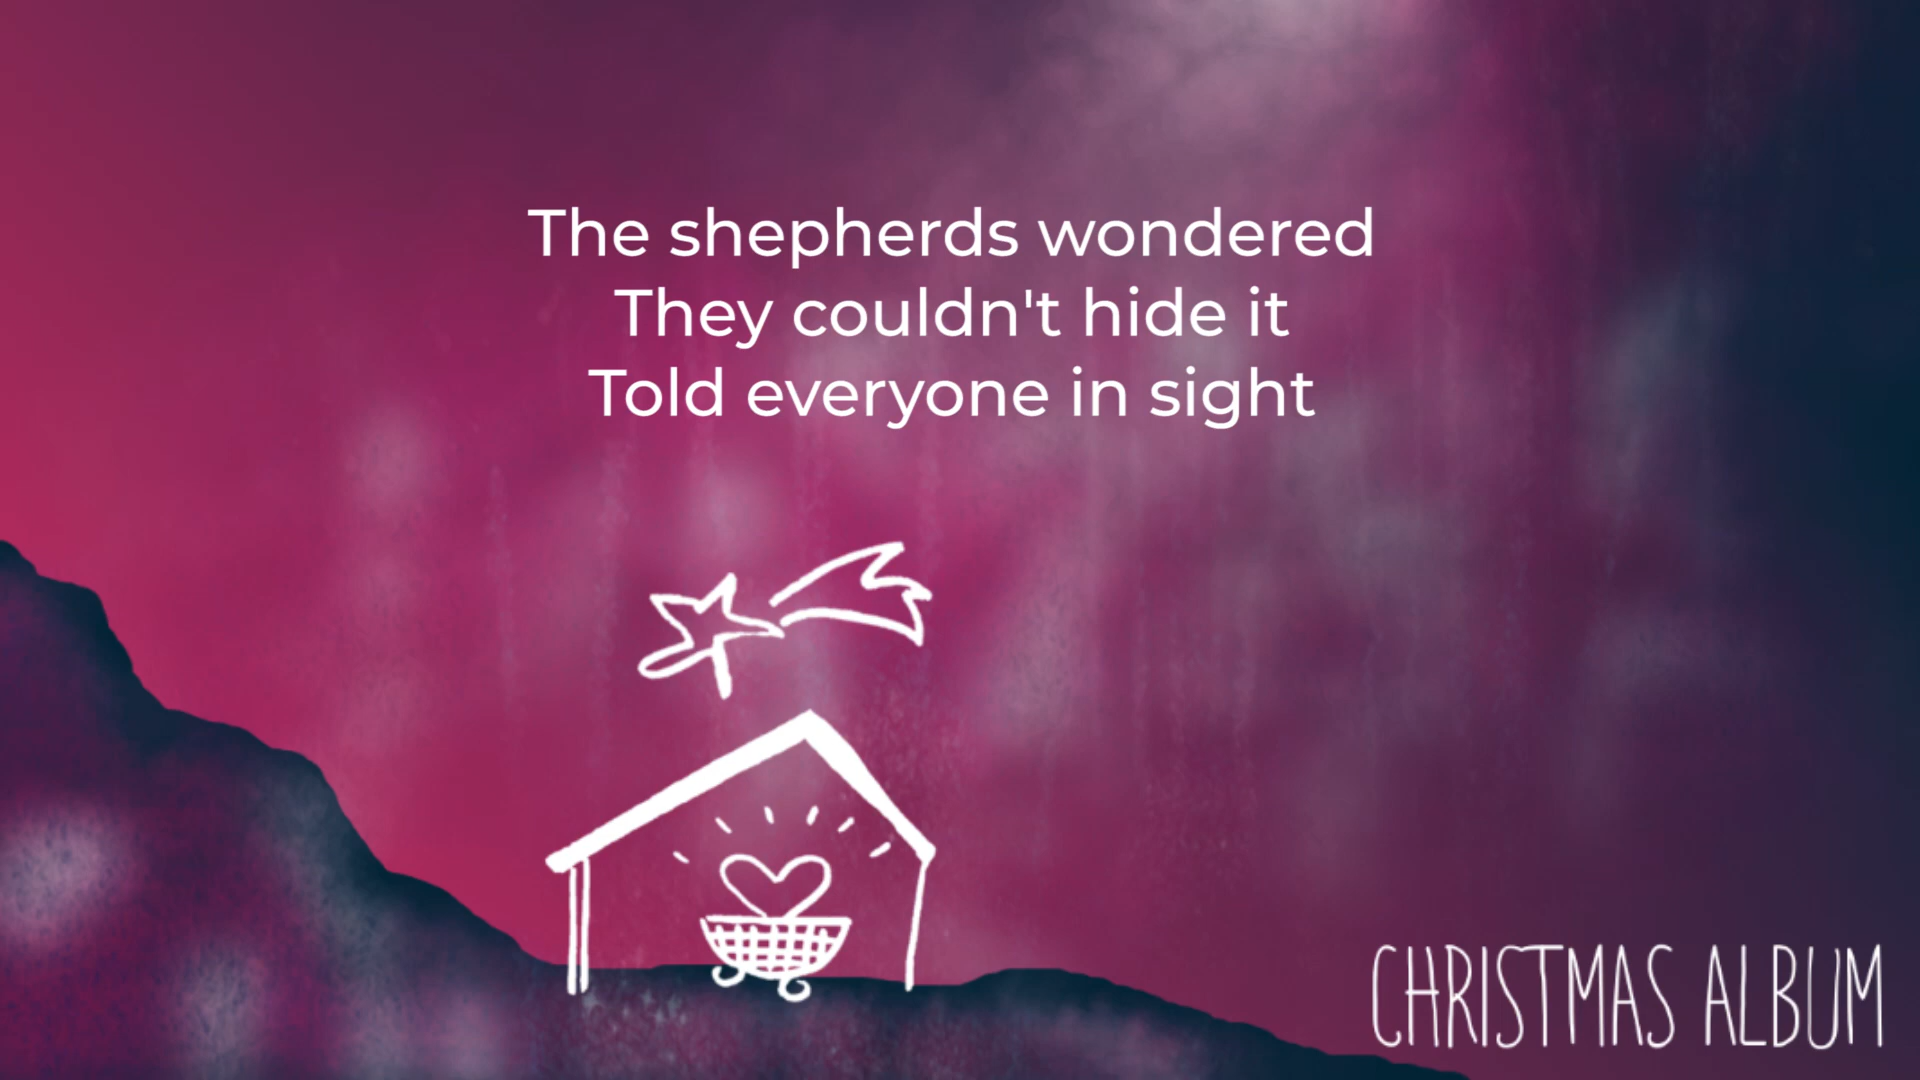 The shepherds wondered
They couldn't hide it
Told everyone in sight
CHRISTMAS ALBUM